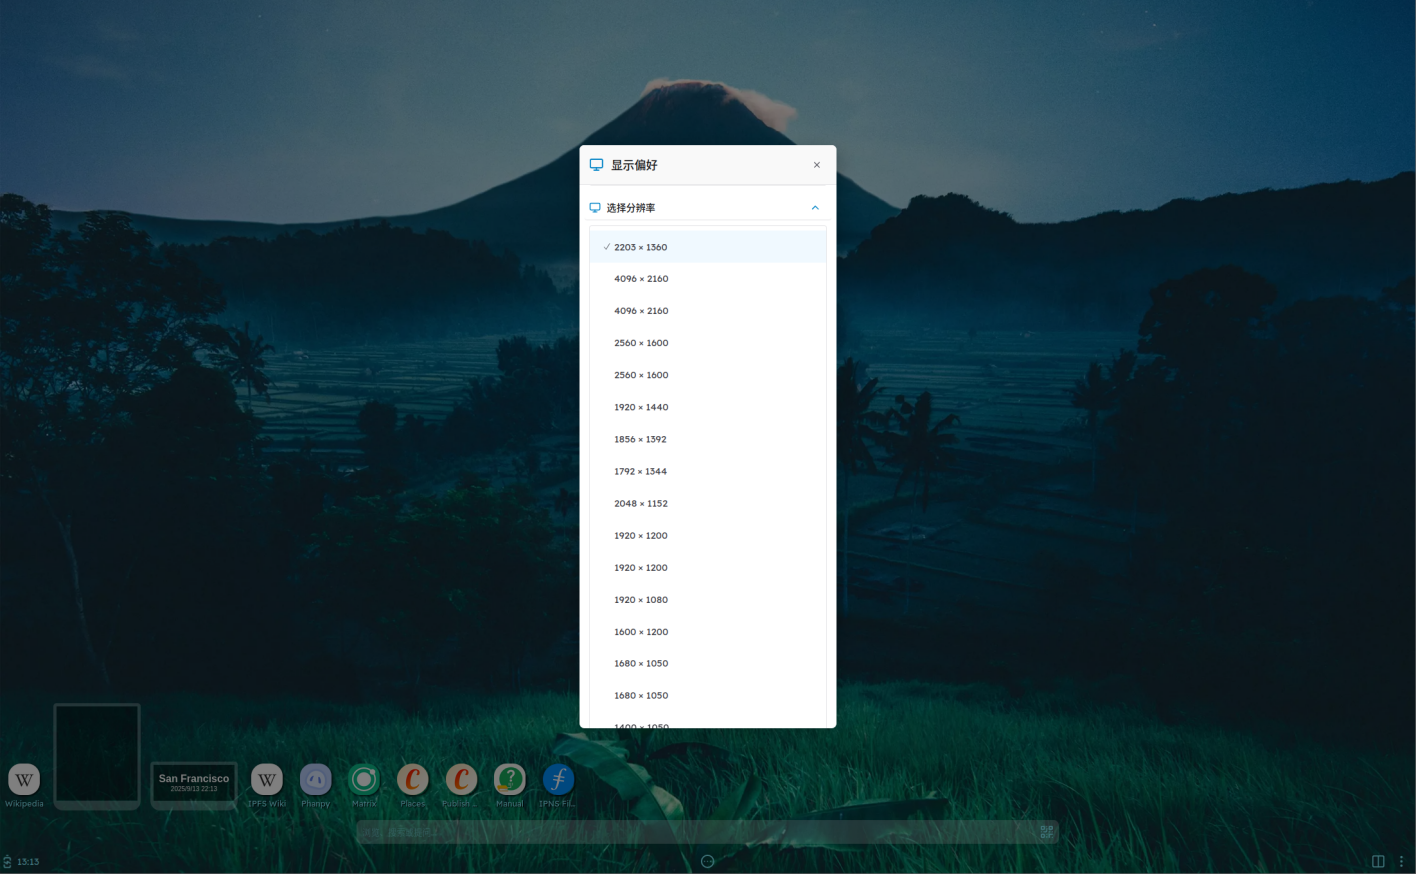 显示偏好
选择分辨率
2203 × 1360
4096 × 2160
4096 × 2160
2560 × 1600
2560 × 1600
1920 × 1440
1856 × 1392
1792 × 1344
2048 × 1152
1920 × 1200
1920 × 1200
1920 × 1080
1600 × 1200
1680 × 1050
1680 × 1050
1400 × 1050
San Francisco
2025/9/13 22:13
Wikipedia
IPFS Wiki
Phanpy
Matrix
Places
Publish ...
Manual
IPNS Fil...
13:13